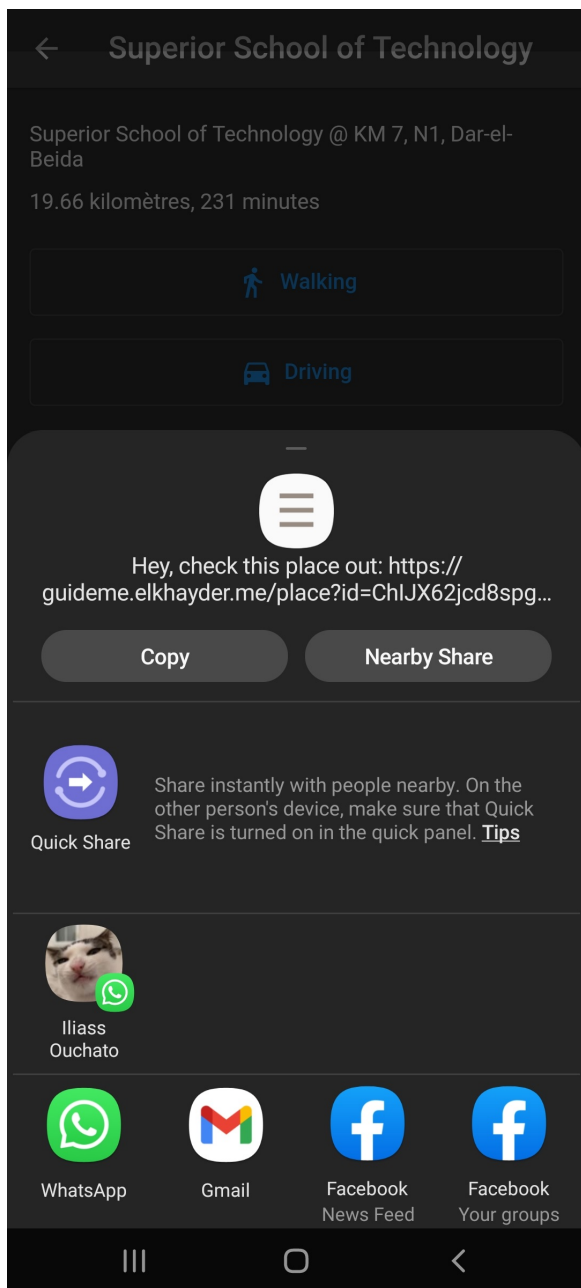 Superior School of Technology
Superior School of Technology @ KM 7, N1, Dar-el-
Beida
19.66 kilomètres, 231 minutes
Walking
Driving
Hey, check this place out: https://
guideme.elkhayder.me/place?id=ChIJX62jcd8spg...
Copy
Nearby Share
Share instantly with people nearby. On the
other person's device, make sure that Quick
Share is turned on in the quick panel. Tips
Quick Share
Iliass
Ouchato
WhatsApp
Gmail
Facebook
News Feed
Facebook
Your groups